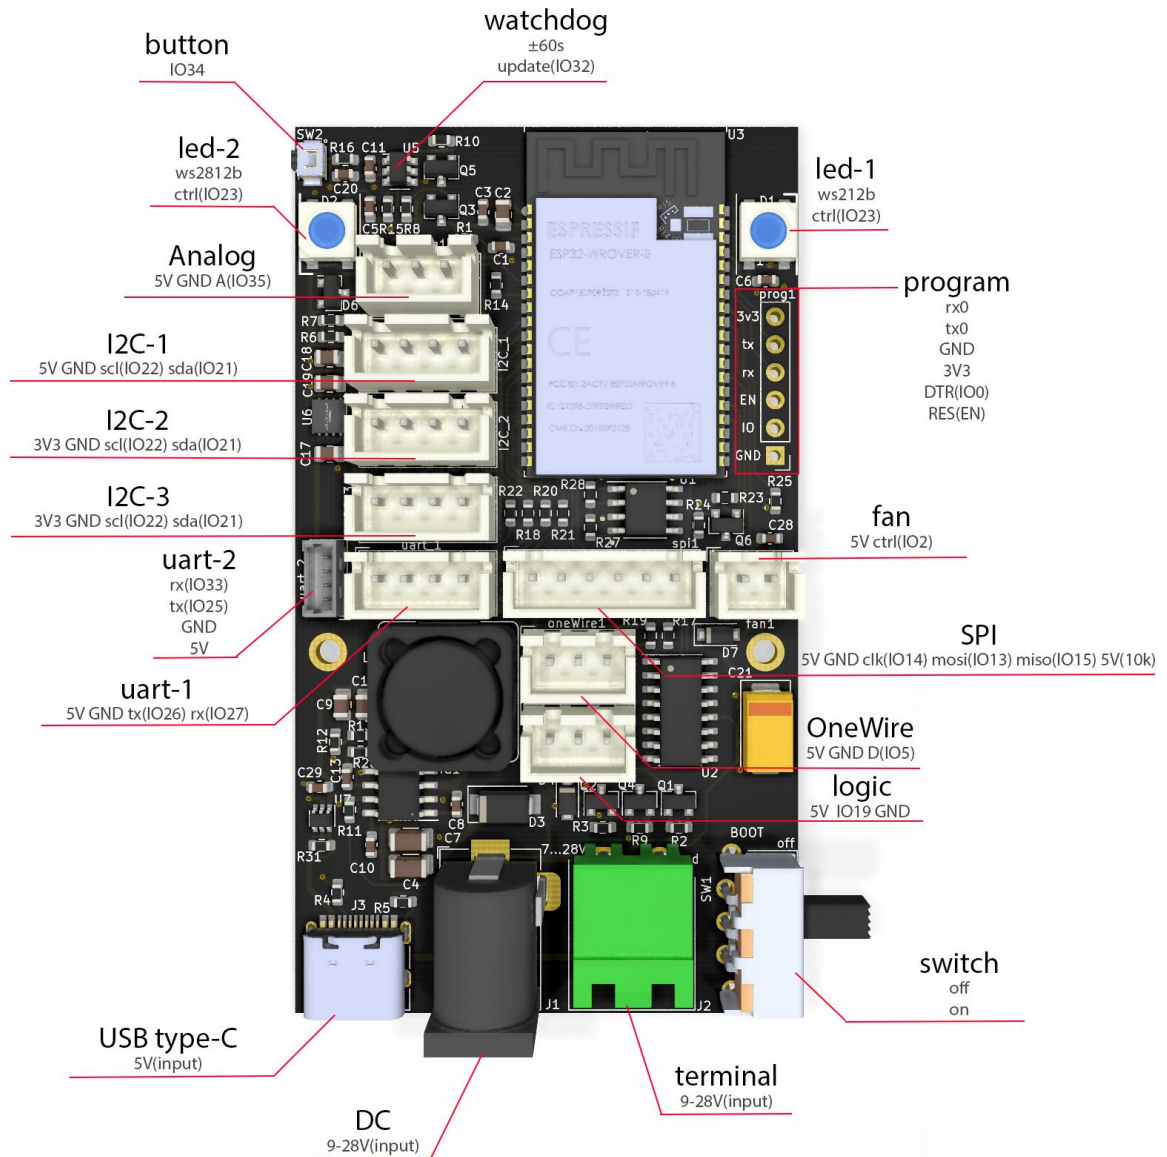 watchdog
±60s
update(IO32)
button
IO34
led-2
ws2812b
ctrl(IO23)
led-1
ws212b
ctrl(IO23)
Analog
5V GND A(IO35)
program
rx0
tx0
GND
3V3
DTR(IO0)
RES(EN)
I2C-1
5V GND scl(IO22) sda(IO21)
I2C-2
3V3 GND scl(IO22) sda(IO21)
I2C-3
3V3 GND scl(IO22) sda(IO21)
fan
5V ctrl(IO2)
uart-2
rx(IO33)
tx(IO25)
GND
5V
SPI
5V GND clk(IO14) mosi(IO13) miso(IO15) 5V(10k)
uart-1
5V GND tx(IO26) rx(IO27)
OneWire
5V GND D(IO5)
logic
5V IO19 GND
switch
off
on
USB type-C
5V(input)
terminal
9-28V(input)
DC
9-28V(input)
SW2
R16
C11
U5
R10
U3
C20
Q5
D2
Q3
C3
C2
D1
C5
R15
R8
R1
C1
ESPRESSIF
ESP32-WROVER-B
CE
D6
R14
C6
prog1
3v3
tx
rx
EN
IO
GND
R7
R6
C18
C19
I2C_1
U6
I2C_2
C17
R22
R20
R28
U1
R25
R18
R21
R27
R24
R23
C28
Q6
uart_1
spi1
uart_2
oneWire1
R19
R17
fan1
D7
C21
C9
R12
C13
C29
U7
R11
R31
C10
C8
C7
C4
D3
U2
Q4
Q1
R3
R9
R2
BOOT
off
7...28V
SW1
R4
J3
R5
J1
J2